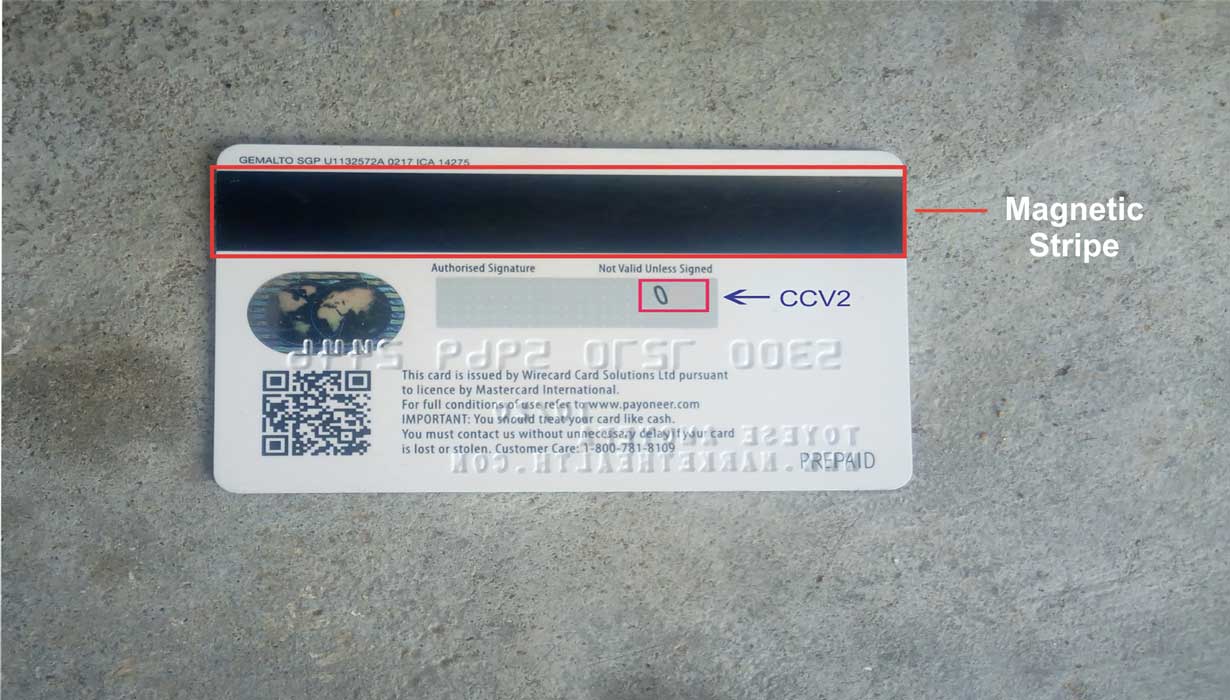 GEMALTO SGP U1132572A 0217 ICA 14275
Magnetic
Stripe
Authorised Signature Not Valid Unless Signed
0
CCV2
This card is issued by Wirecard Card Solutions Ltd pursuant
to licence by Mastercard International.
For full conditions of use refer to www.payoneer.com
IMPORTANT: You should treat your card like cash.
You must contact us without unnecessary delay if your card
is lost or stolen. Customer Care: 1-800-781-8109
PREPAID